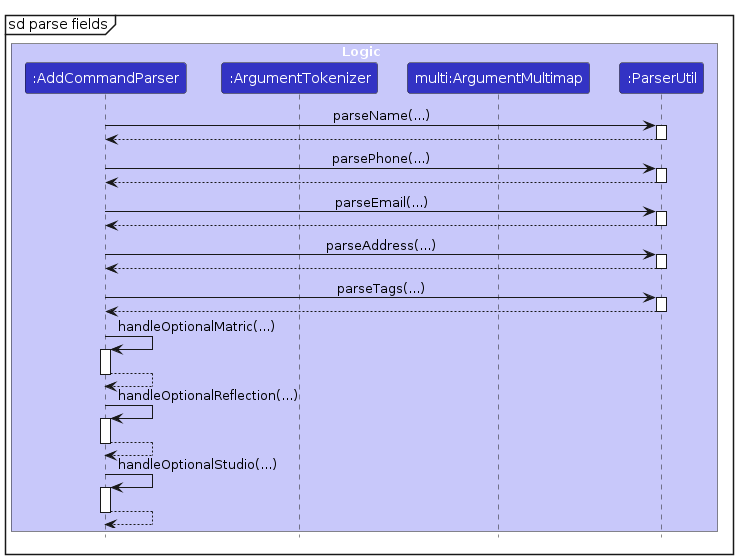 sd parse fields
Logic
:AddCommandParser
:ArgumentTokenizer
multi:ArgumentMultimap
:ParserUtil
parseName(...)
parsePhone(...)
parseEmail(...)
parseAddress(...)
parseTags(...)
handleOptionalMatric(...)
handleOptionalReflection(...)
handleOptionalStudio(...)